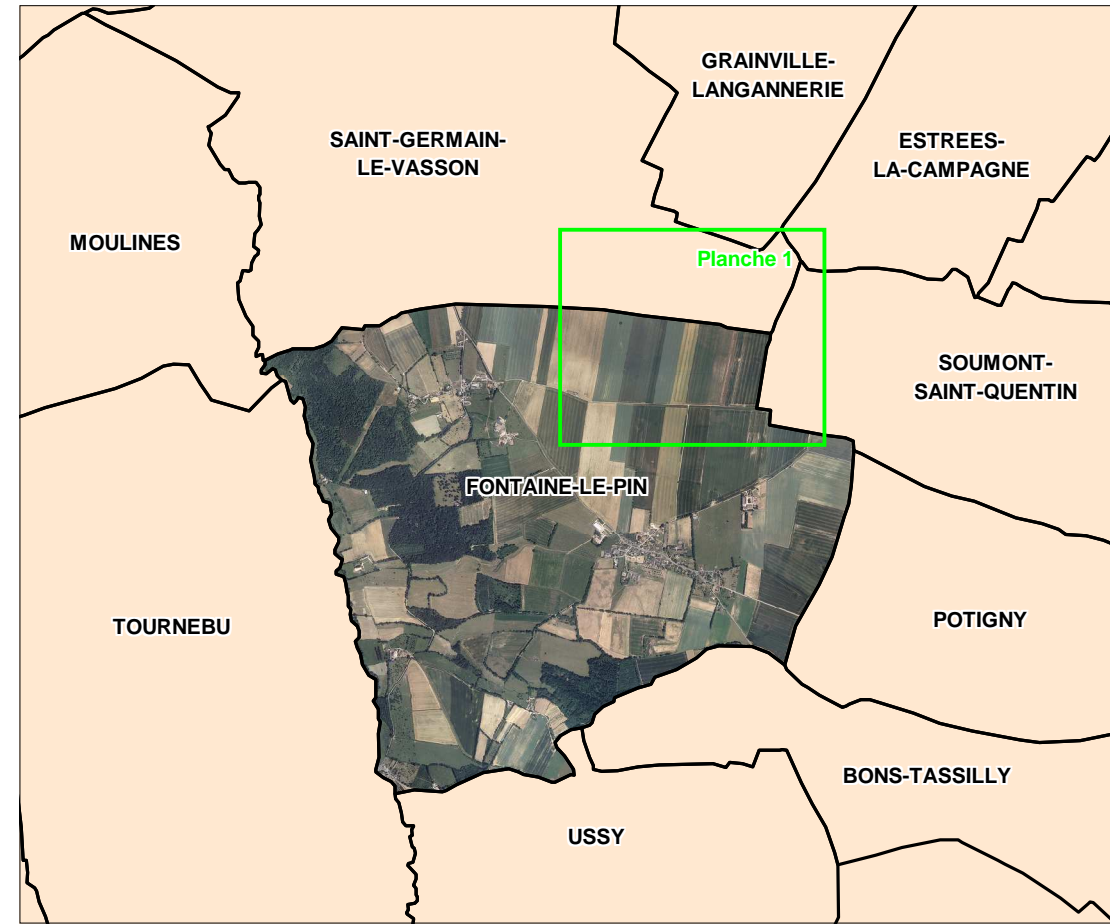 GRAINVILLE-
LANGANNERIE
SAINT-GERMAIN-
LE-VASSON
ESTREES-
LA-CAMPAGNE
MOULINES
Planche 1
SOUMONT-
SAINT-QUENTIN
FONTAINE-LE-PIN
TOURNEBU
POTIGNY
BONS-TASSILLY
USSY